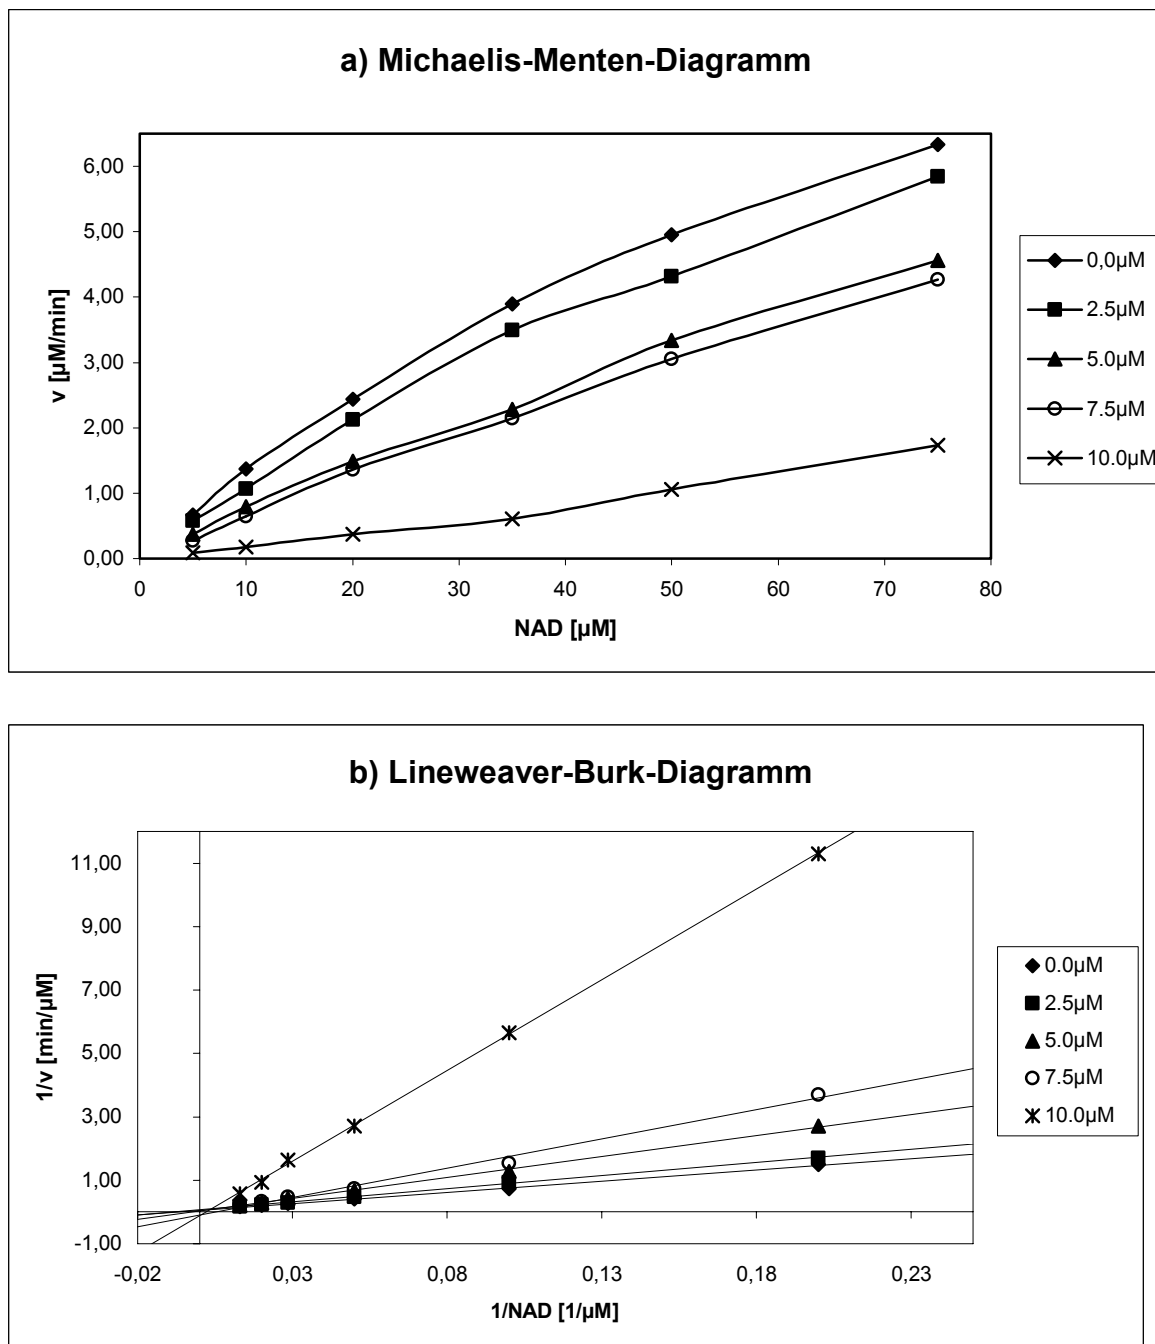 a) Michaelis-Menten-Diagramm
6,00
5,00
4,00
3,00
2,00
1,00
0,00
v [µM/min]
0 10 20 30 40 50 60 70 80
NAD [µM]
0,0µM
2.5µM
5.0µM
7.5µM
10.0µM
b) Lineweaver-Burk-Diagramm
11,00
9,00
7,00
5,00
3,00
1,00
-1,00
1/v [min/µM]
-0,02 0,03 0,08 0,13 0,18 0,23
1/NAD [1/µM]
0.0µM
2.5µM
5.0µM
7.5µM
10.0µM